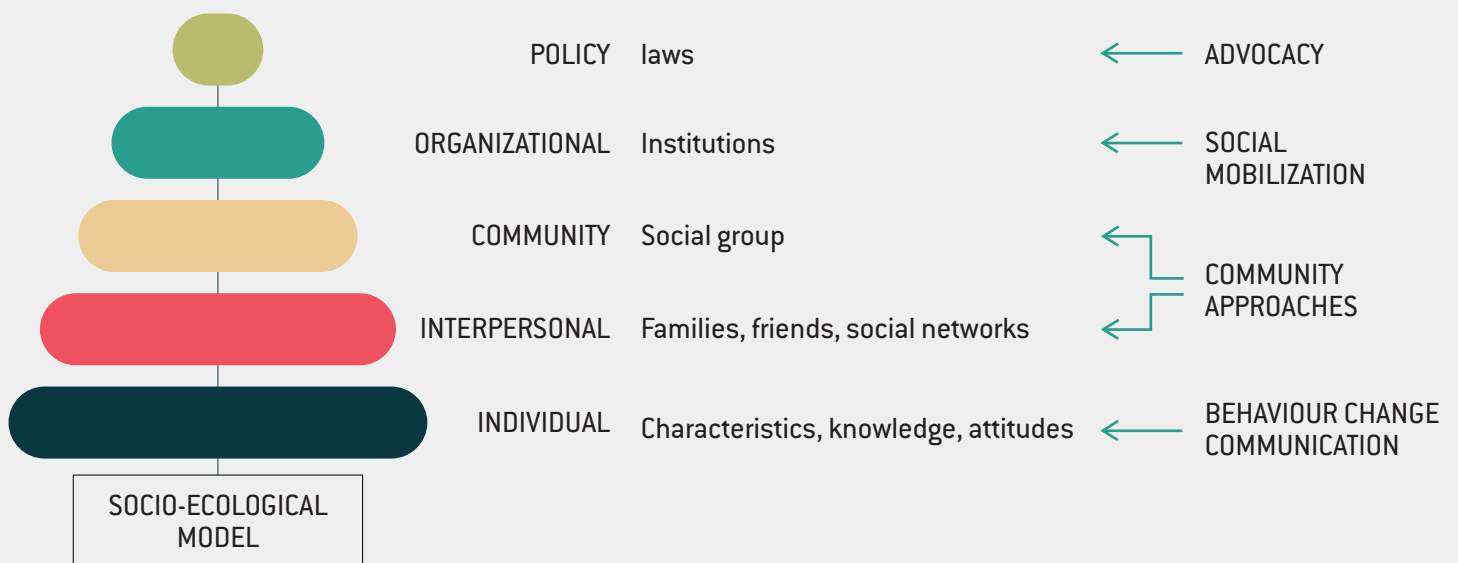 POLICY laws ADVOCACY
ORGANIZATIONAL Institutions SOCIAL
MOBILIZATION
COMMUNITY Social group
COMMUNITY
APPROACHES
INTERPERSONAL Families, friends, social networks
INDIVIDUAL Characteristics, knowledge, attitudes BEHAVIOUR CHANGE
COMMUNICATION
SOCIO-ECOLOGICAL
MODEL